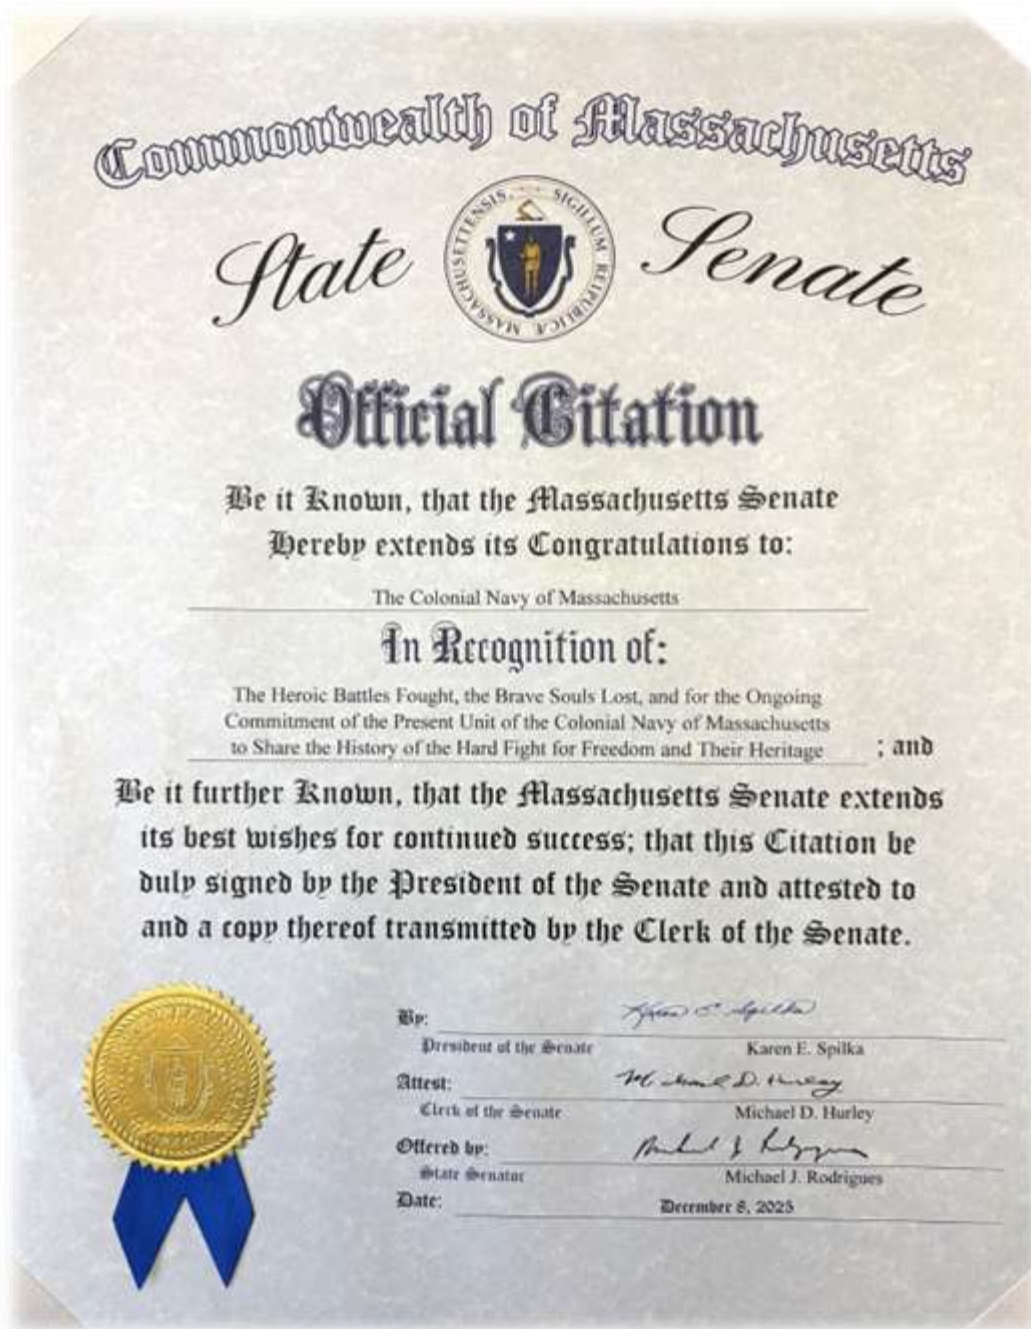 Commonwealth of Massachusetts
State Senate
MASSACHUSETTENSIS. SIGILLUM REIPUBLICÆ
Official Citation
Be it Known, that the Massachusetts Senate
Hereby extends its Congratulations to:
The Colonial Navy of Massachusetts
In Recognition of:
The Heroic Battles Fought, the Brave Souls Lost, and for the Ongoing
Commitment of the Present Unit of the Colonial Navy of Massachusetts
to Share the History of the Hard Fight for Freedom and Their Heritage ; and
Be it further Known, that the Massachusetts Senate extends
its best wishes for continued success; that this Citation be
duly signed by the President of the Senate and attested to
and a copy thereof transmitted by the Clerk of the Senate.
By: Karen E. Spilka
President of the Senate Karen E. Spilka
Attest: Michael D. Hurley
Clerk of the Senate Michael D. Hurley
Offered by: Michael J. Rodrigues
State Senator Michael J. Rodrigues
Date: December 8, 2025